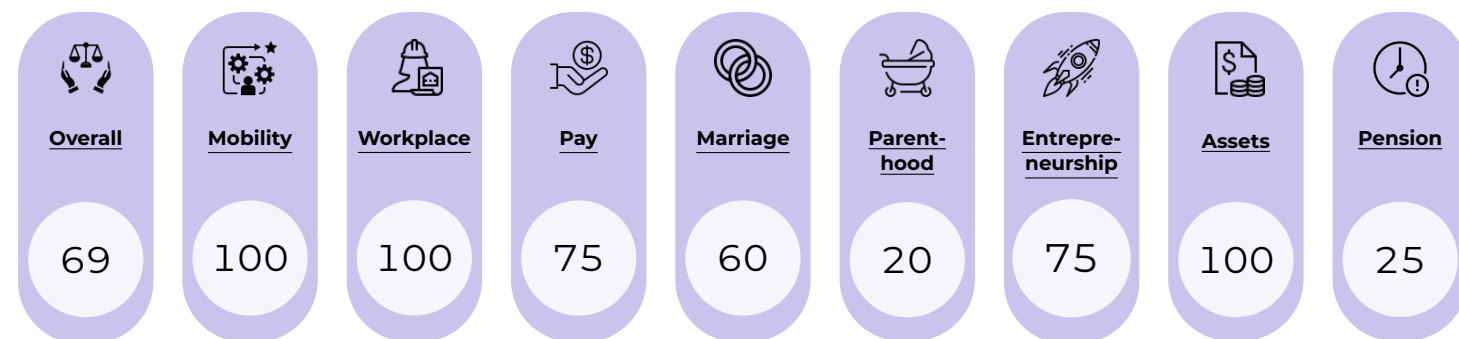 Overall
69
Mobility
100
Workplace
100
Pay
75
Marriage
60
Parent-
hood
20
Entrepre-
neurship
75
Assets
100
Pension
25